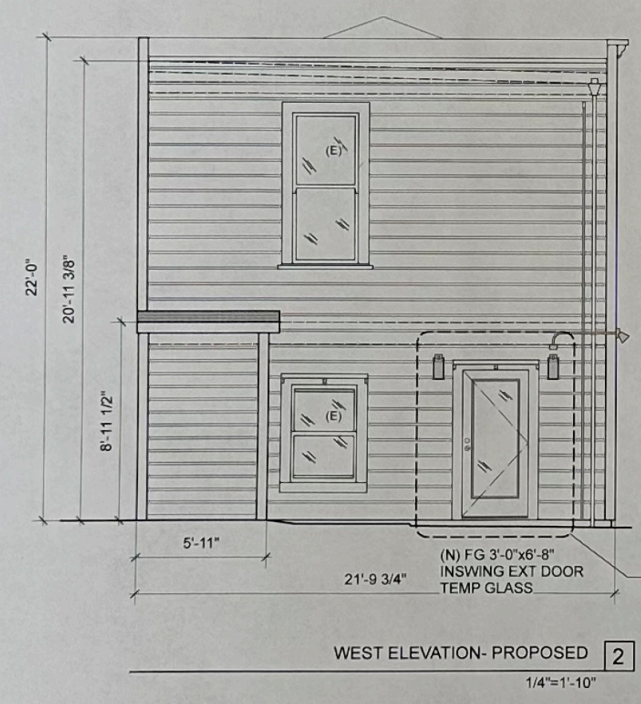 (E)
22'-0"
20'-11 3/8"
8'-11 1/2"
(E)
5'-11"
21'-9 3/4"
(N) FG 3'-0"x6'-8"
INSWING EXT DOOR
TEMP GLASS
WEST ELEVATION- PROPOSED 2
1/4"=1'-10"